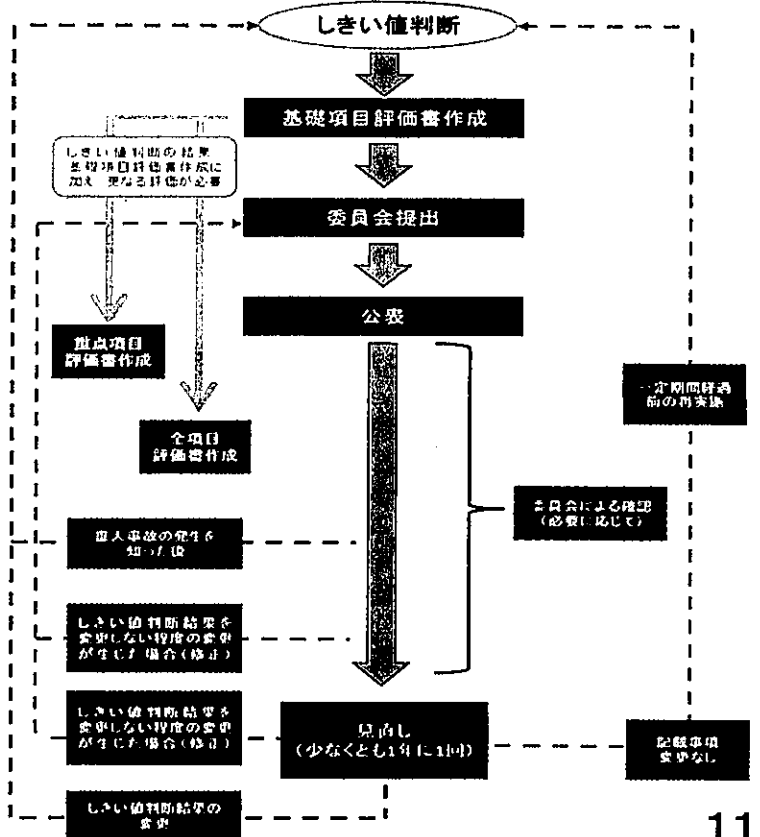 しきい値判断
基礎項目評価書作成
しきい値判断の結果
基礎項目評価書作成に
加え 更なる評価が必要
委員会提出
公表
重点項目
評価書作成
全項目
評価書作成
一定期間経過
前の再実施
委員会による確認
(必要に応じて)
重大事故の発生を
知った後
しきい値判断結果を
変更しない程度の変更
が生じた場合(修正)
しきい値判断結果を
変更しない程度の変更
が生じた場合(修正)
見直し
(少なくとも1年に1回)
記載事項
変更なし
しきい値判断結果の
変更
11